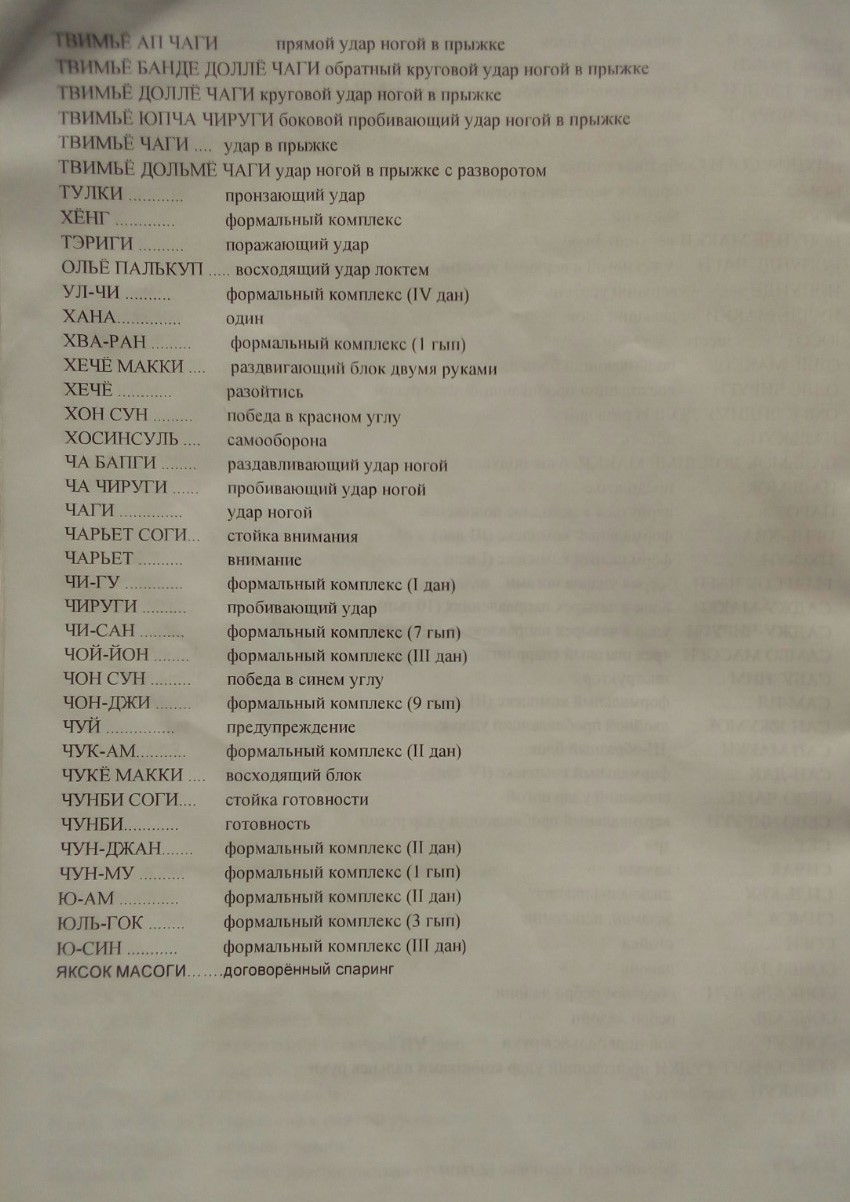 ТВИМЬЁ АП ЧАГИ прямой удар ногой в прыжке
ТВИМЬЁ БАНДЕ ДОЛЛЁ ЧАГИ обратный круговой удар ногой в прыжке
ТВИМЬЁ ДОЛЛЁ ЧАГИ круговой удар ногой в прыжке
ТВИМЬЁ ЮПЧА ЧИРУГИ боковой пробивающий удар ногой в прыжке
ТВИМЬЁ ЧАГИ .... удар в прыжке
ТВИМЬЁ ДОЛЬМЁ ЧАГИ удар ногой в прыжке с разворотом
ТУЛКИ ............ пронзающий удар
ХЁНГ ............. формальный комплекс
ТЭРИГИ .......... поражающий удар
ОЛЬЁ ПАЛЬКУП ..... восходящий удар локтем
УЛ-ЧИ .......... формальный комплекс (IV дан)
ХАНА.............. один
ХВА-РАН ......... формальный комплекс (1 гып)
ХЕЧЁ МАККИ .... раздвигающий блок двумя руками
ХЕЧЁ ............ разойтись
ХОН СУН ......... победа в красном углу
ХОСИНСУЛЬ .... самооборона
ЧА БАПГИ ........ раздавливающий удар ногой
ЧА ЧИРУГИ ...... пробивающий удар ногой
ЧАГИ .............. удар ногой
ЧАРЬЕТ СОГИ... стойка внимания
ЧАРЬЕТ .......... внимание
ЧИ-ГУ ............ формальный комплекс (I дан)
ЧИРУГИ .......... пробивающий удар
ЧИ-САН .......... формальный комплекс (7 гып)
ЧОЙ-ЙОН ........ формальный комплекс (III дан)
ЧОН СУН ......... победа в синем углу
ЧОН-ДЖИ ........ формальный комплекс (9 гып)
ЧУЙ ............... предупреждение
ЧУК-АМ........... формальный комплекс (II дан)
ЧУКЁ МАККИ .... восходящий блок
ЧУНБИ СОГИ.... стойка готовности
ЧУНБИ............ готовность
ЧУН-ДЖАН....... формальный комплекс (II дан)
ЧУН-МУ .......... формальный комплекс (1 гып)
Ю-АМ ............. формальный комплекс (II дан)
ЮЛЬ-ГОК ........ формальный комплекс (3 гып)
Ю-СИН ........... формальный комплекс (III дан)
ЯКСОК МАСОГИ.......договорённый спаринг